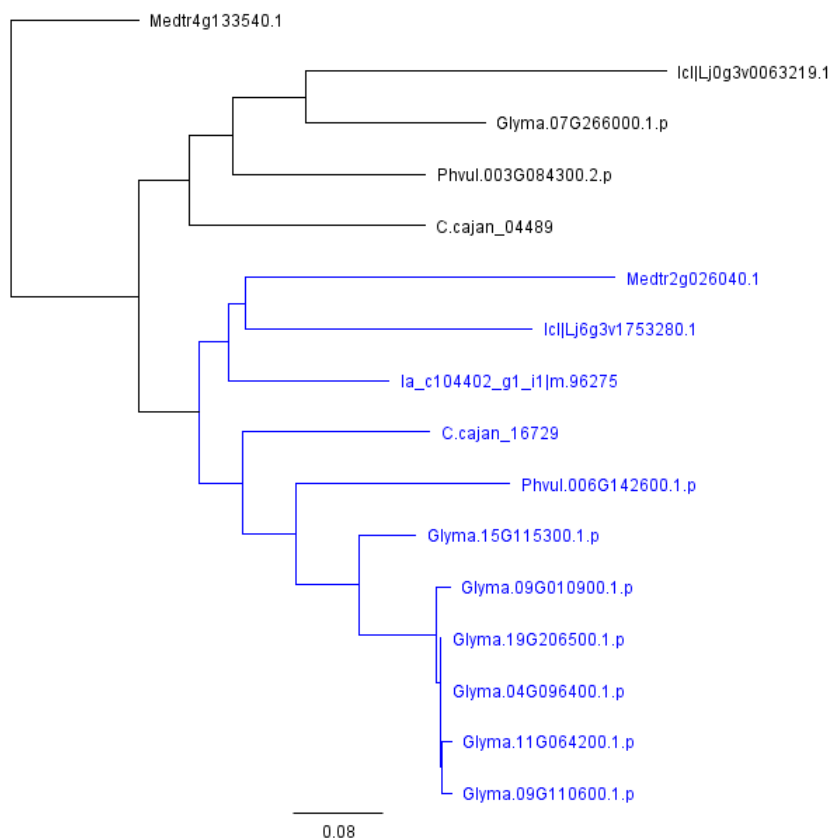 Medtr4g133540.1
lcl|Lj0g3v0063219.1
Glyma.07G266000.1.p
Phvul.003G084300.2.p
C.cajan_04489
Medtr2g026040.1
lcl|Lj6g3v1753280.1
la_c104402_g1_i1|m.96275
C.cajan_16729
Phvul.006G142600.1.p
Glyma.15G115300.1.p
Glyma.09G010900.1.p
Glyma.19G206500.1.p
Glyma.04G096400.1.p
Glyma.11G064200.1.p
Glyma.09G110600.1.p
0.08